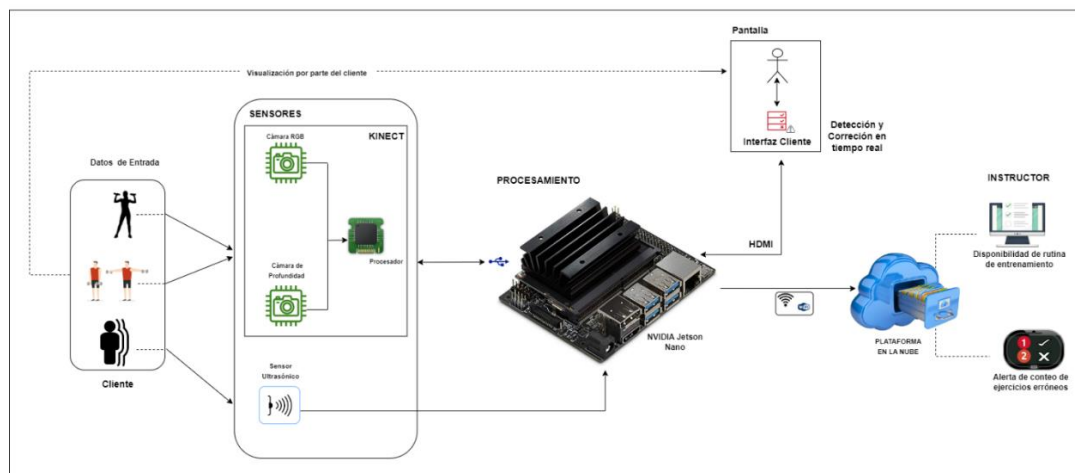 Pantalla
Visualización por parte del cliente
SENSORES
Cámara RGB
KINECT
Interfaz Cliente
Detección y
Correción en
tiempo real
Datos de Entrada
PROCESAMIENTO
INSTRUCTOR
Procesador
HDMI
Disponibilidad de rutina
de entrenamiento
Cámara de
Profundidad
NVIDIA Jetson
Nano
PLATAFORMA
EN LA NUBE
1
2
Sensor
Ultrasónico
Cliente
Alerta de conteo de
ejercicios erróneos